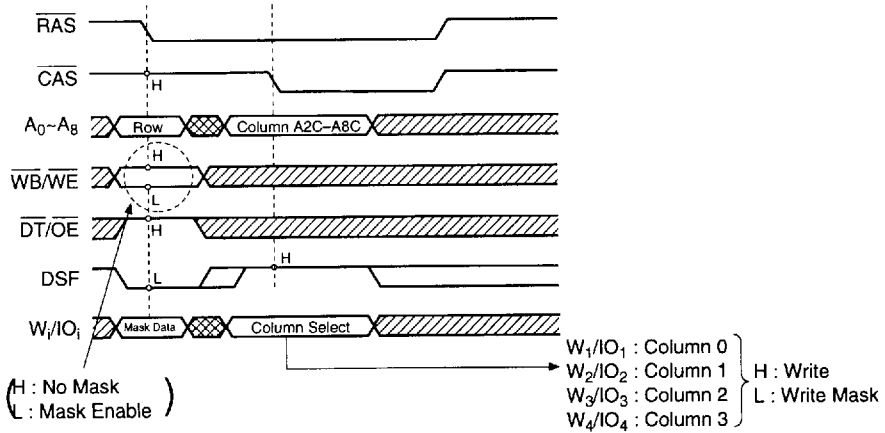 RAS
CAS
H
A0~A8
Row
Column A2C–A8C
H
WB/WE
L
DT/OE
H
DSF
L
H
Wi/IOi
Mask Data
Column Select
H : No Mask
L : Mask Enable
W1/IO1 : Column 0
W2/IO2 : Column 1
W3/IO3 : Column 2
W4/IO4 : Column 3
H : Write
L : Write Mask